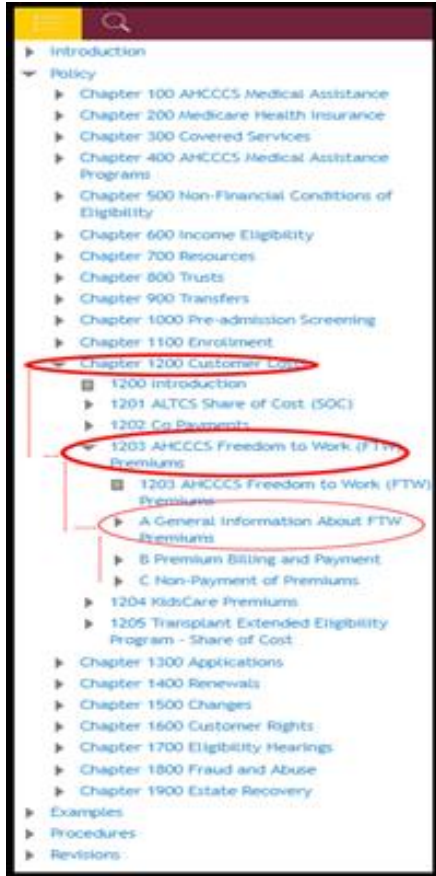 Introduction
Policy
Chapter 100 AHCCCS Medical Assistance
Chapter 200 Medicare Health Insurance
Chapter 300 Covered Services
Chapter 400 AHCCCS Medical Assistance
Programs
Chapter 500 Non-Financial Conditions of
Eligibility
Chapter 600 Income Eligibility
Chapter 700 Resources
Chapter 800 Trusts
Chapter 900 Transfers
Chapter 1000 Pre-admission Screening
Chapter 1100 Enrollment
Chapter 1200 Customer Costs
1200 Introduction
1201 ALTCS Share of Cost (SOC)
1202 Co Payments
1203 AHCCCS Freedom to Work (FTW)
Premiums
1203 AHCCCS Freedom to Work (FTW)
Premiums
A General Information About FTW
Premiums
B Premium Billing and Payment
C Non-Payment of Premiums
1204 KidsCare Premiums
1205 Transplant Extended Eligibility
Program - Share of Cost
Chapter 1300 Applications
Chapter 1400 Renewals
Chapter 1500 Changes
Chapter 1600 Customer Rights
Chapter 1700 Eligibility Hearings
Chapter 1800 Fraud and Abuse
Chapter 1900 Estate Recovery
Examples
Procedures
Revisions